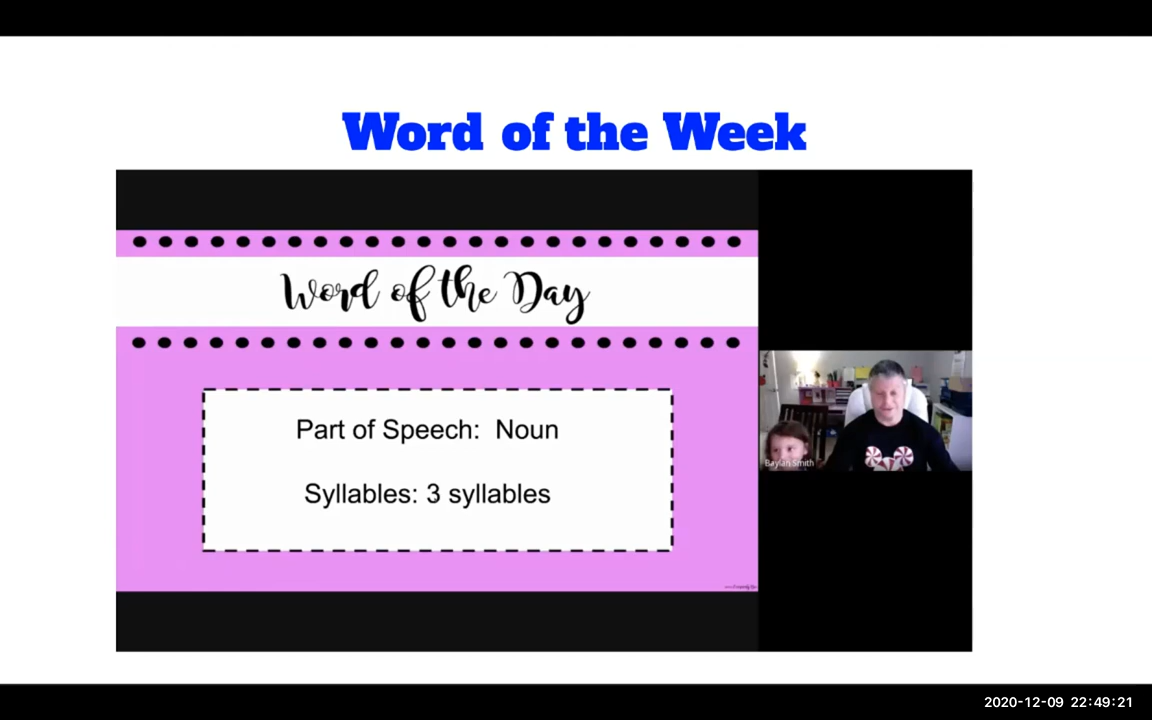 Word of the Week
Word of the Day
Part of Speech: Noun
Syllables: 3 syllables
Baylan Smith
2020-12-09 22:49:21